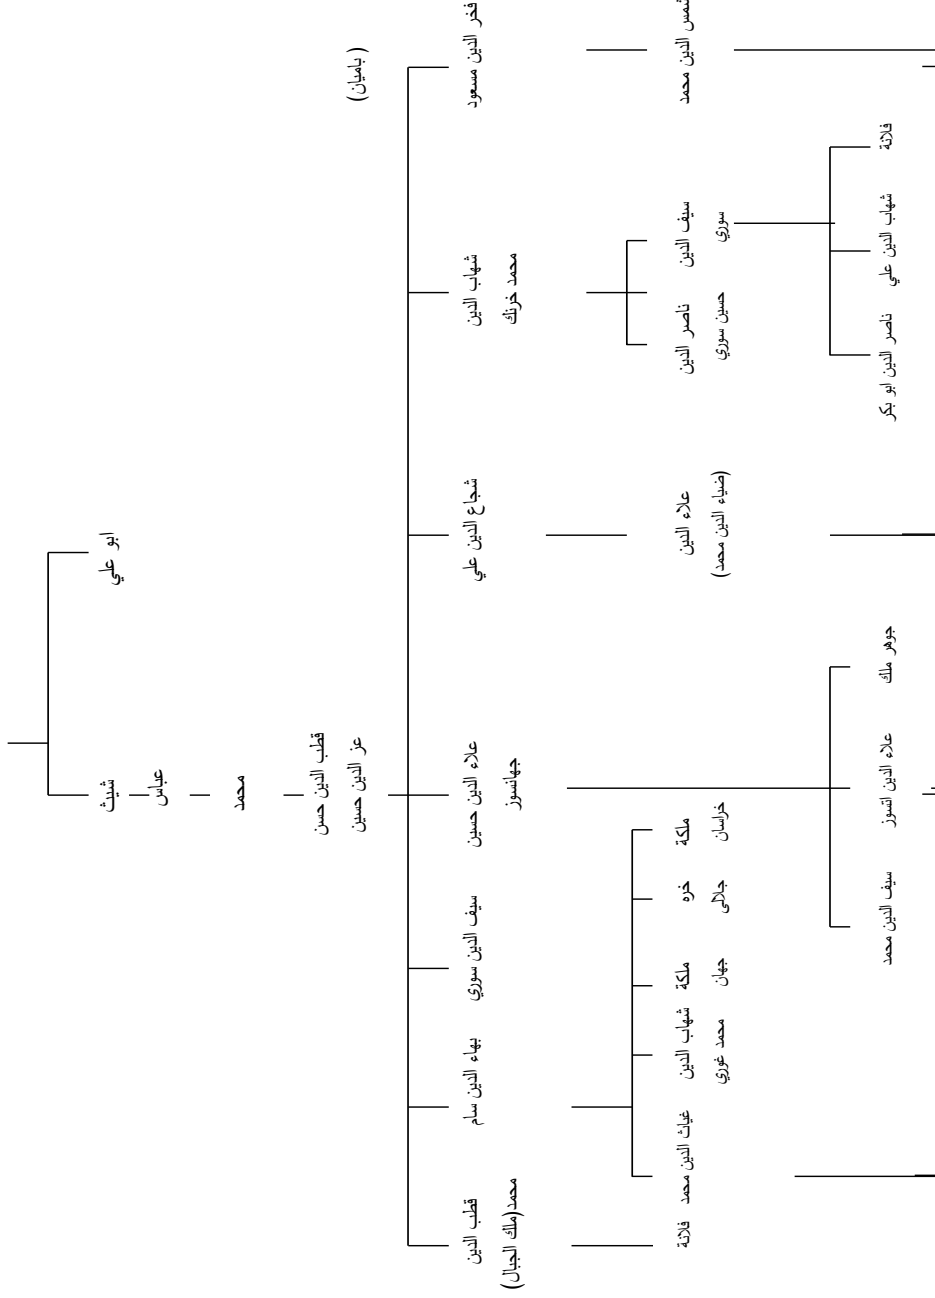 شيث
ابو علي
عباس
محمد
قطب الدين حسن
عز الدين حسين
(باميان)
فخر الدين مسعود
شهاب الدين
محمد خرنك
شجاع الدين علي
علاء الدين حسين
جهانسوز
سيف الدين سوري
بهاء الدين سام
قطب الدين
محمد(ملك الجبال)
شمس الدين محمد
سيف الدين
سوري
ناصر الدين
حسين سوري
علاء الدين
(ضياء الدين محمد)
ملكة
خراسان
خره
جلالى
ملكة
جهان
شهاب الدين
محمد غوري
غياث الدين محمد
فلانة
فلانة
شهاب الدين علي
ناصر الدين ابو بكر
جوهر ملك
علاء الدين اتسوز
سيف الدين محمد